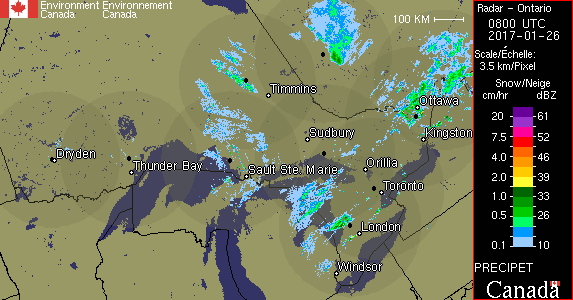 Environment Environnement
Canada Canada
100 KM
Timmins
Ottawa
Sudbury
Kingston
Dryden
Thunder Bay
Sault Ste. Marie
Orillia
Toronto
London
Windsor
Radar - Ontario
0800 UTC
2017-01-26
Scale/Échelle:
3.5 km/Pixel
Snow/Neige
cm/hr dBZ
20 61
7.5 52
4.0 46
2.0 39
1.0 33
0.5 26
0.1 10
PRECIPET
Canada